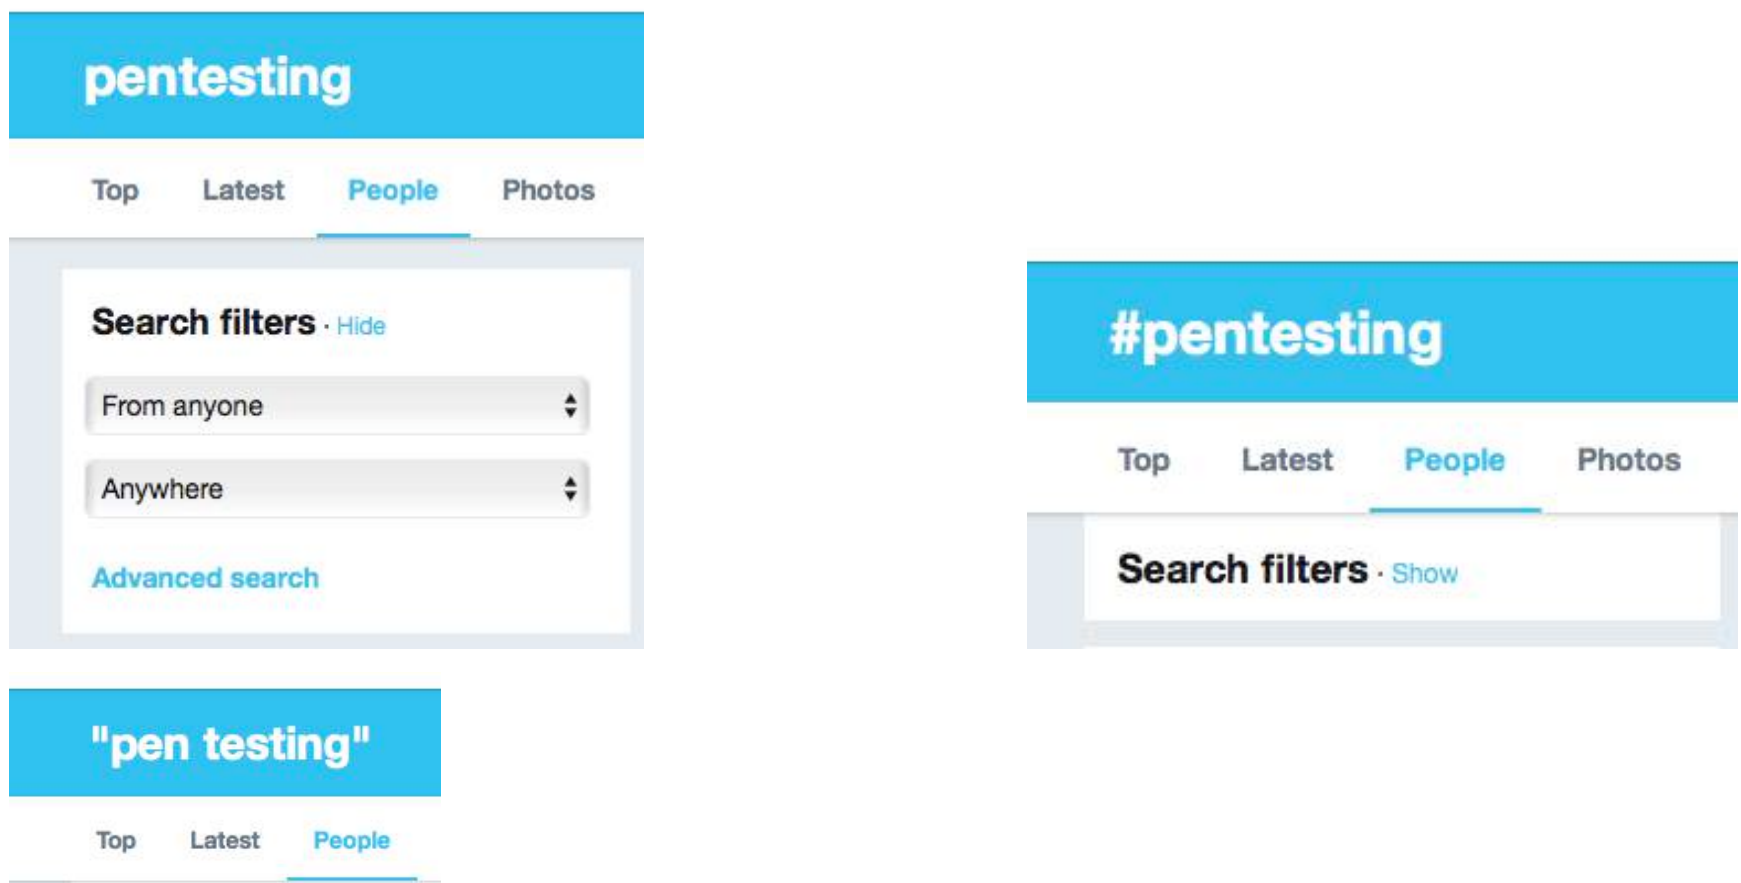 pentesting
Top Latest People Photos
Search filters · Hide
From anyone
Anywhere
Advanced search
#pentesting
Top Latest People Photos
Search filters · Show
"pen testing"
Top Latest People